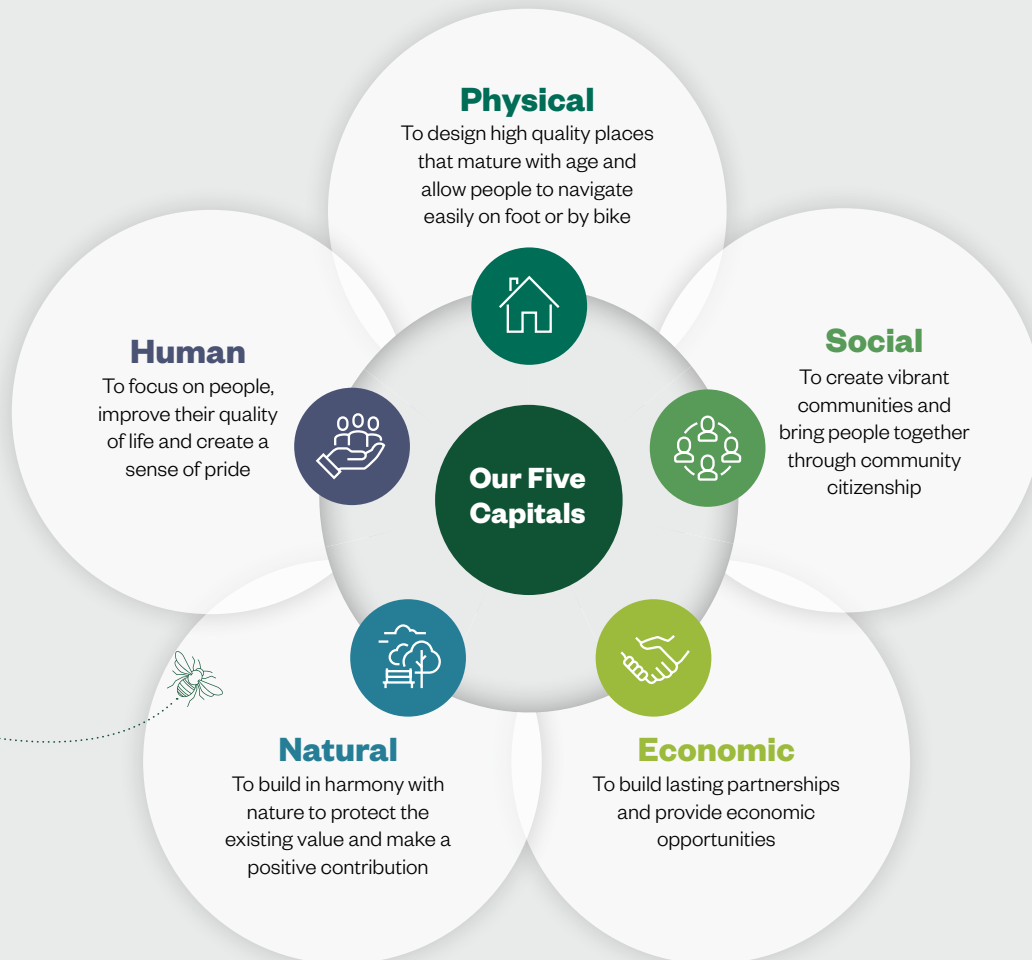 Physical
To design high quality places
that mature with age and
allow people to navigate
easily on foot or by bike
Human
To focus on people,
improve their quality
of life and create a
sense of pride
Social
To create vibrant
communities and
bring people together
through community
citizenship
Our Five
Capitals
Natural
To build in harmony with
nature to protect the
existing value and make a
positive contribution
Economic
To build lasting partnerships
and provide economic
opportunities